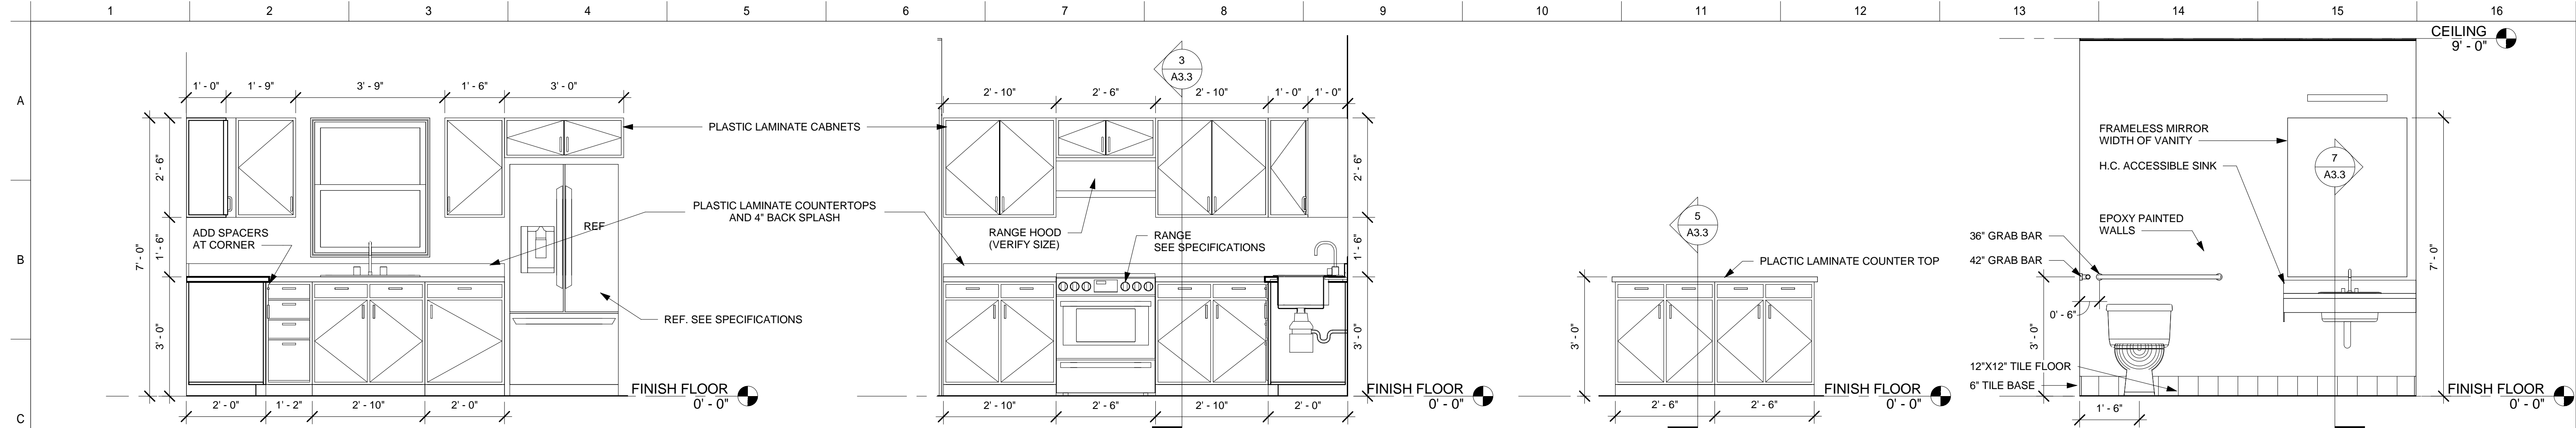 1 2 3 4 5 6 7 8 9 10 11 12 13 14 15 16
A
B
C
1' - 0" 1' - 9" 3' - 9" 1' - 6" 3' - 0"
7' - 0"
2' - 6"
1' - 6"
3' - 0"
ADD SPACERS
AT CORNER
REF
PLASTIC LAMINATE CABNETS
PLASTIC LAMINATE COUNTERTOPS
AND 4" BACK SPLASH
REF. SEE SPECIFICATIONS
FINISH FLOOR
0' - 0"
2' - 0" 1' - 2" 2' - 10" 2' - 0"
3
A3.3
2' - 10" 2' - 6" 2' - 10" 1' - 0" 1' - 0"
RANGE HOOD
(VERIFY SIZE)
RANGE
SEE SPECIFICATIONS
2' - 6"
1' - 6"
3' - 0"
FINISH FLOOR
0' - 0"
2' - 10" 2' - 6" 2' - 10" 2' - 0"
5
A3.3
PLACTIC LAMINATE COUNTER TOP
3' - 0"
FINISH FLOOR
0' - 0"
2' - 6" 2' - 6"
CEILING
9' - 0"
FRAMELESS MIRROR
WIDTH OF VANITY
H.C. ACCESSIBLE SINK
7
A3.3
EPOXY PAINTED
WALLS
36" GRAB BAR
42" GRAB BAR
0' - 6"
3' - 0"
7' - 0"
12"X12" TILE FLOOR
6" TILE BASE
FINISH FLOOR
0' - 0"
1' - 6"